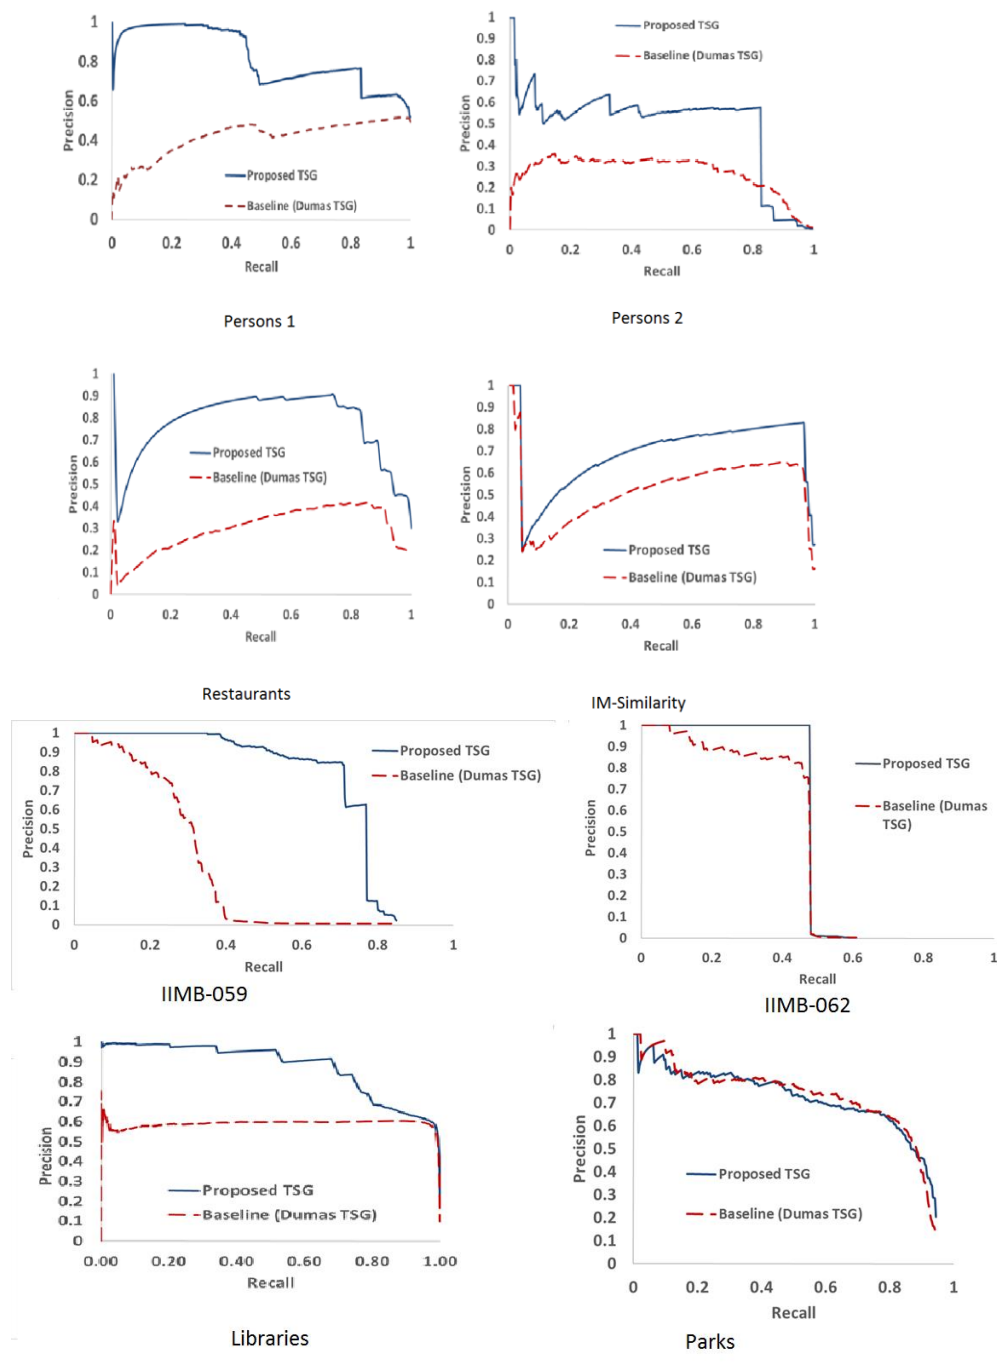 1
0.8
0.6
0.4
0.2
0
Precision
Proposed TSG
Baseline (Dumas TSG)
0 0.2 0.4 0.6 0.8 1
Recall
Persons 1
1
0.9
0.8
0.7
0.6
0.5
0.4
0.3
0.2
0.1
0
Precision
Proposed TSG
Baseline (Dumas TSG)
0 0.2 0.4 0.6 0.8 1
Recall
Persons 2
1
0.9
0.8
0.7
0.6
0.5
0.4
0.3
0.2
0.1
0
Precision
Proposed TSG
Baseline (Dumas TSG)
0 0.2 0.4 0.6 0.8 1
Recall
Restaurants
1
0.9
0.8
0.7
0.6
0.5
0.4
0.3
0.2
0.1
0
Precision
Proposed TSG
Baseline (Dumas TSG)
0 0.2 0.4 0.6 0.8 1
Recall
IM-Similarity
1
0.9
0.8
0.7
0.6
0.5
0.4
0.3
0.2
0.1
0
Precision
Proposed TSG
Baseline (Dumas TSG)
0 0.2 0.4 0.6 0.8 1
Recall
IIMB-059
1
0.9
0.8
0.7
0.6
0.5
0.4
0.3
0.2
0.1
0
Precision
Proposed TSG
Baseline (Dumas
TSG)
0 0.2 0.4 0.6 0.8 1
Recall
IIMB-062
1
0.9
0.8
0.7
0.6
0.5
0.4
0.3
0.2
0.1
0
Precision
Proposed TSG
Baseline (Dumas TSG)
0.00 0.20 0.40 0.60 0.80 1.00
Recall
Libraries
1
0.9
0.8
0.7
0.6
0.5
0.4
0.3
0.2
0.1
0
Precision
Proposed TSG
Baseline (Dumas TSG)
0 0.2 0.4 0.6 0.8 1
Recall
Parks